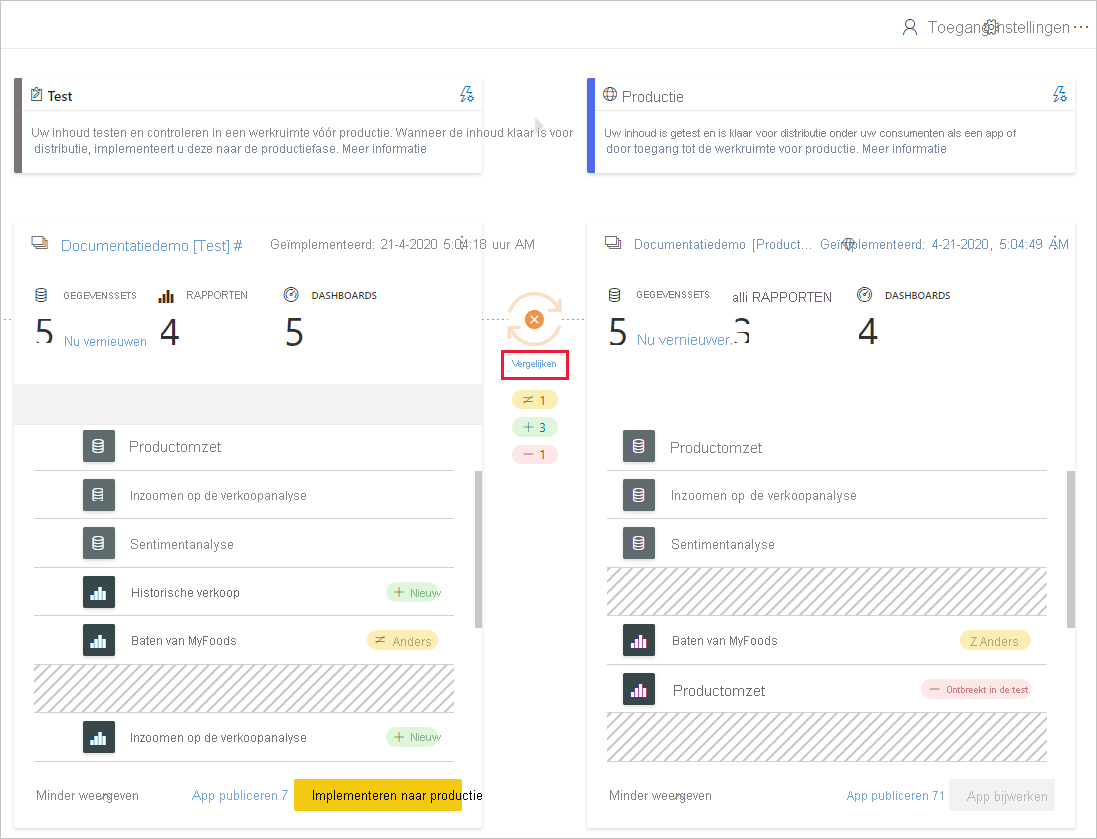 Toegang Instellingen ...
Test
Uw inhoud testen en controleren in een werkruimte vóór productie. Wanneer de inhoud klaar is voor
distributie, implementeert u deze naar de productiefase. Meer informatie
Productie
Uw inhoud is getest en is klaar voor distributie onder uw consumenten als een app of
door toegang tot de werkruimte voor productie. Meer informatie
Documentatiedemo [Test] # Geïmplementeerd: 21-4-2020 5:04:18 uur AM
GEGEVENSSETS RAPPORTEN DASHBOARDS
5 Nu vernieuwen 4 5
Vergelijken
≠ 1
+ 3
— 1
Productomzet
Inzoomen op de verkoopanalyse
Sentimentanalyse
Historische verkoop + Nieuw
Baten van MyFoods ≠ Anders
Inzoomen op de verkoopanalyse + Nieuw
Minder weergeven App publiceren 7 Implementeren naar productie
Documentatiedemo [Product... Geïmplementeerd: 4-21-2020, 5:04:49 AM
GEGEVENSSETS alli RAPPORTEN DASHBOARDS
5 Nu vernieuwer. 3 4
Productomzet
Inzoomen op de verkoopanalyse
Sentimentanalyse
Baten van MyFoods Z Anders
Productomzet — Ontbreekt in de test
Minder weergeven App publiceren 71 App bijwerken